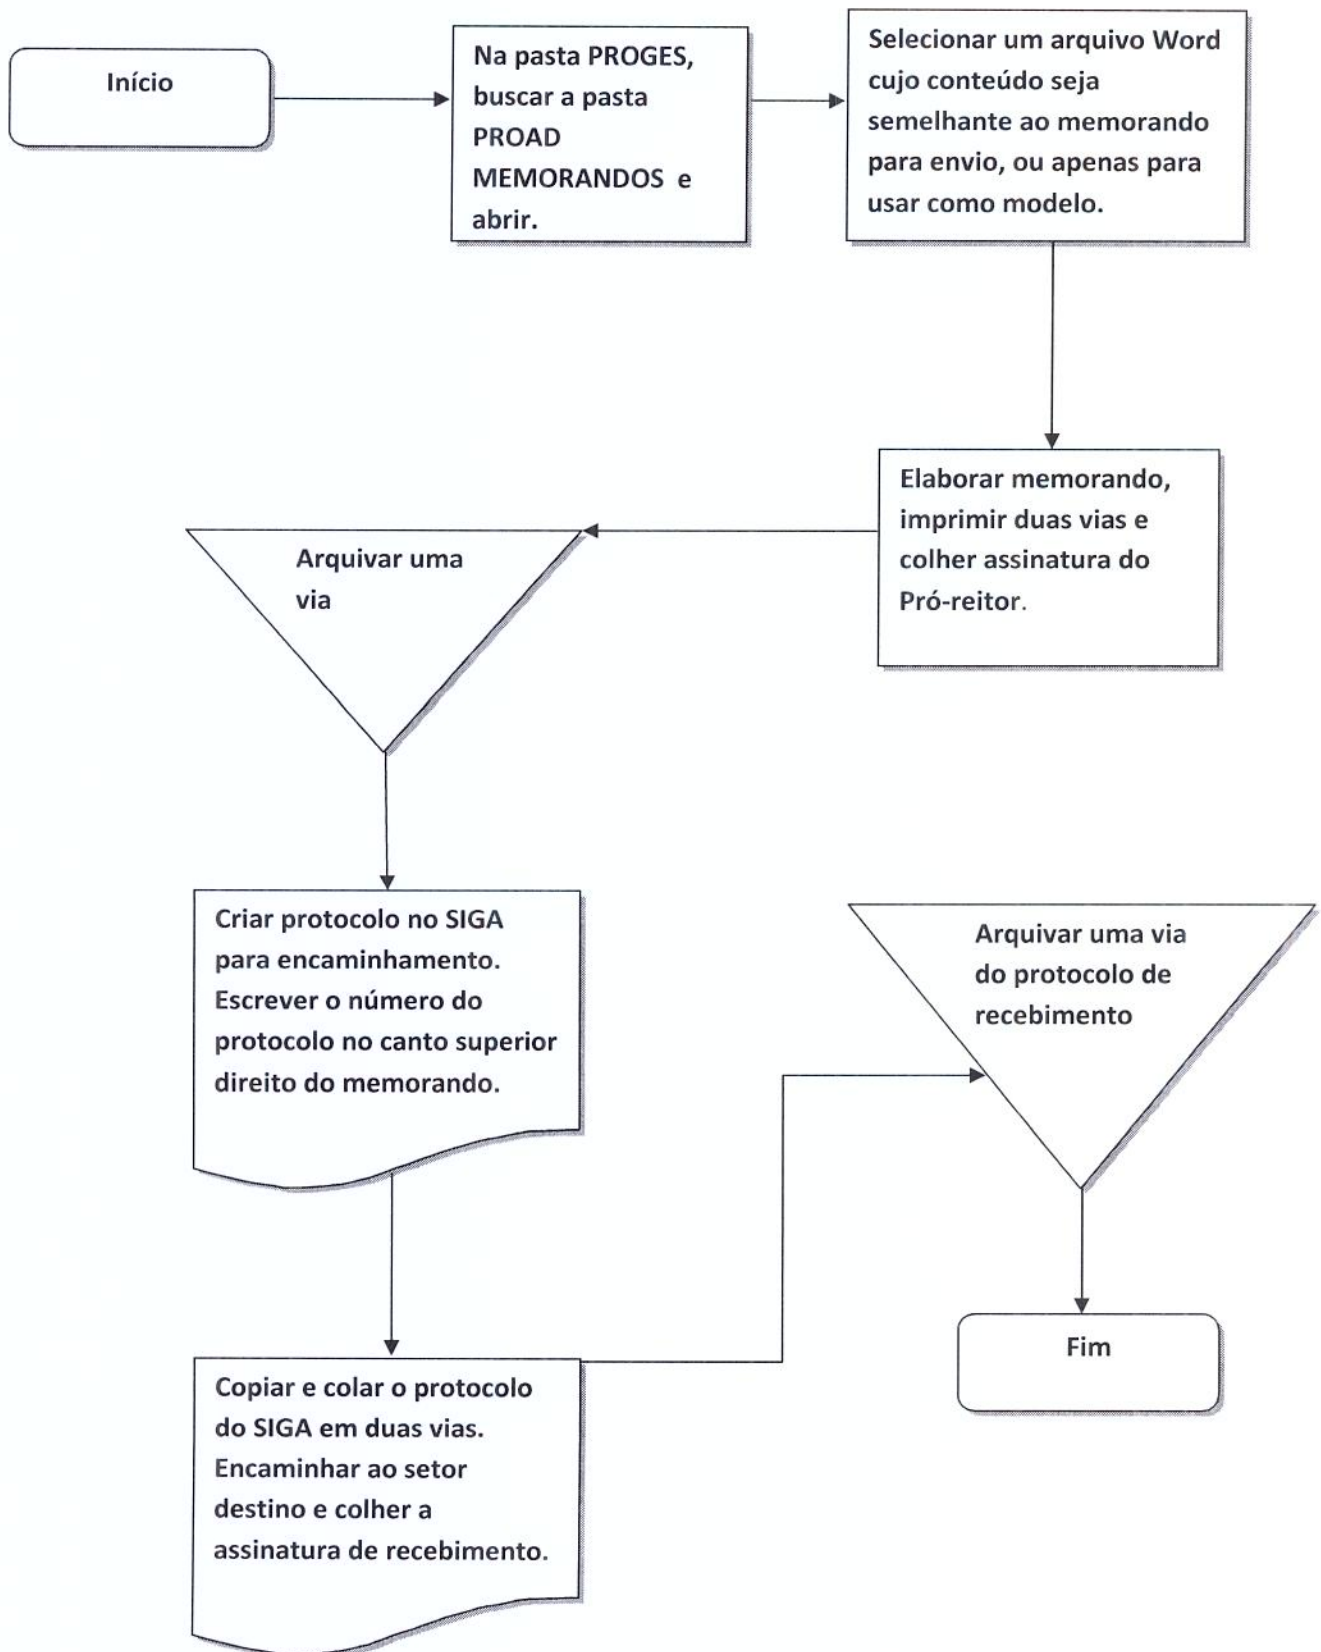 Início
Na pasta PROGES,
buscar a pasta
PROAD
MEMORANDOS e
abrir.
Selecionar um arquivo Word
cujo conteúdo seja
semelhante ao memorando
para envio, ou apenas para
usar como modelo.
Elaborar memorando,
imprimir duas vias e
colher assinatura do
Pró-reitor.
Arquivar uma
via
Criar protocolo no SIGA
para encaminhamento.
Escrever o número do
protocolo no canto superior
direito do memorando.
Copiar e colar o protocolo
do SIGA em duas vias.
Encaminhar ao setor
destino e colher a
assinatura de recebimento.
Arquivar uma via
do protocolo de
recebimento
Fim